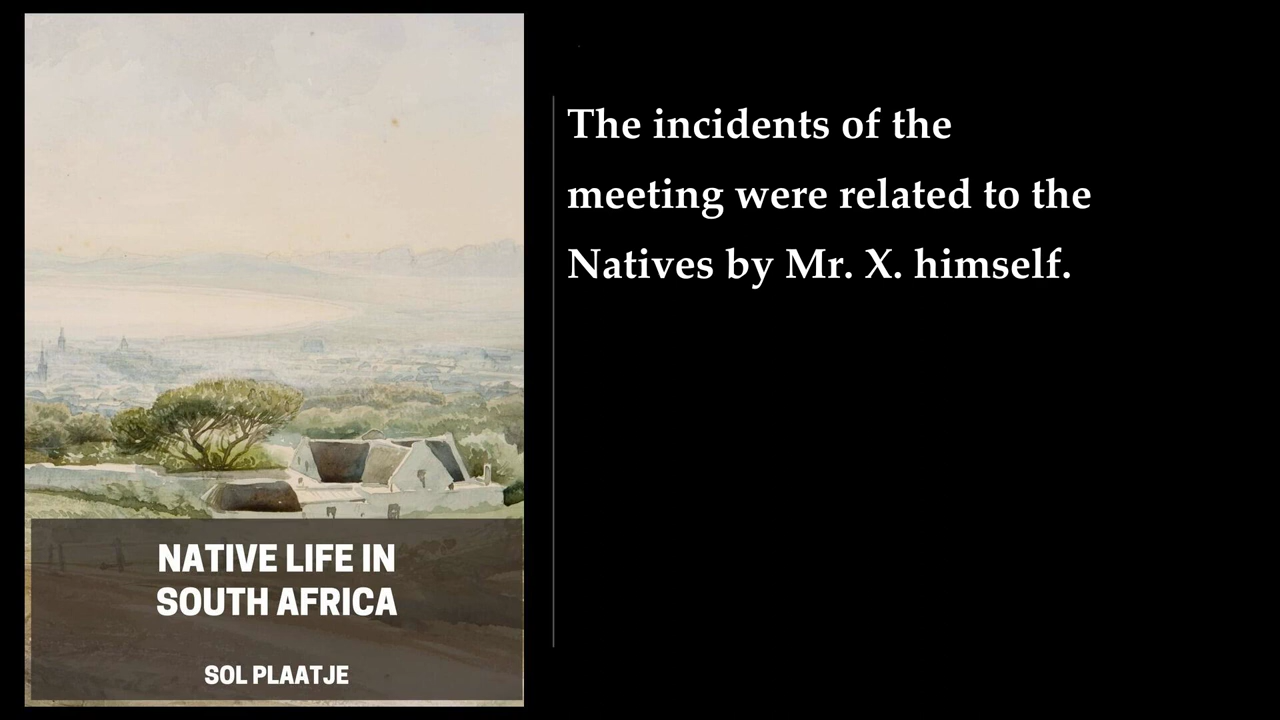 The incidents of the
meeting were related to the
Natives by Mr. X. himself.
NATIVE LIFE IN
SOUTH AFRICA
SOL PLAATJE